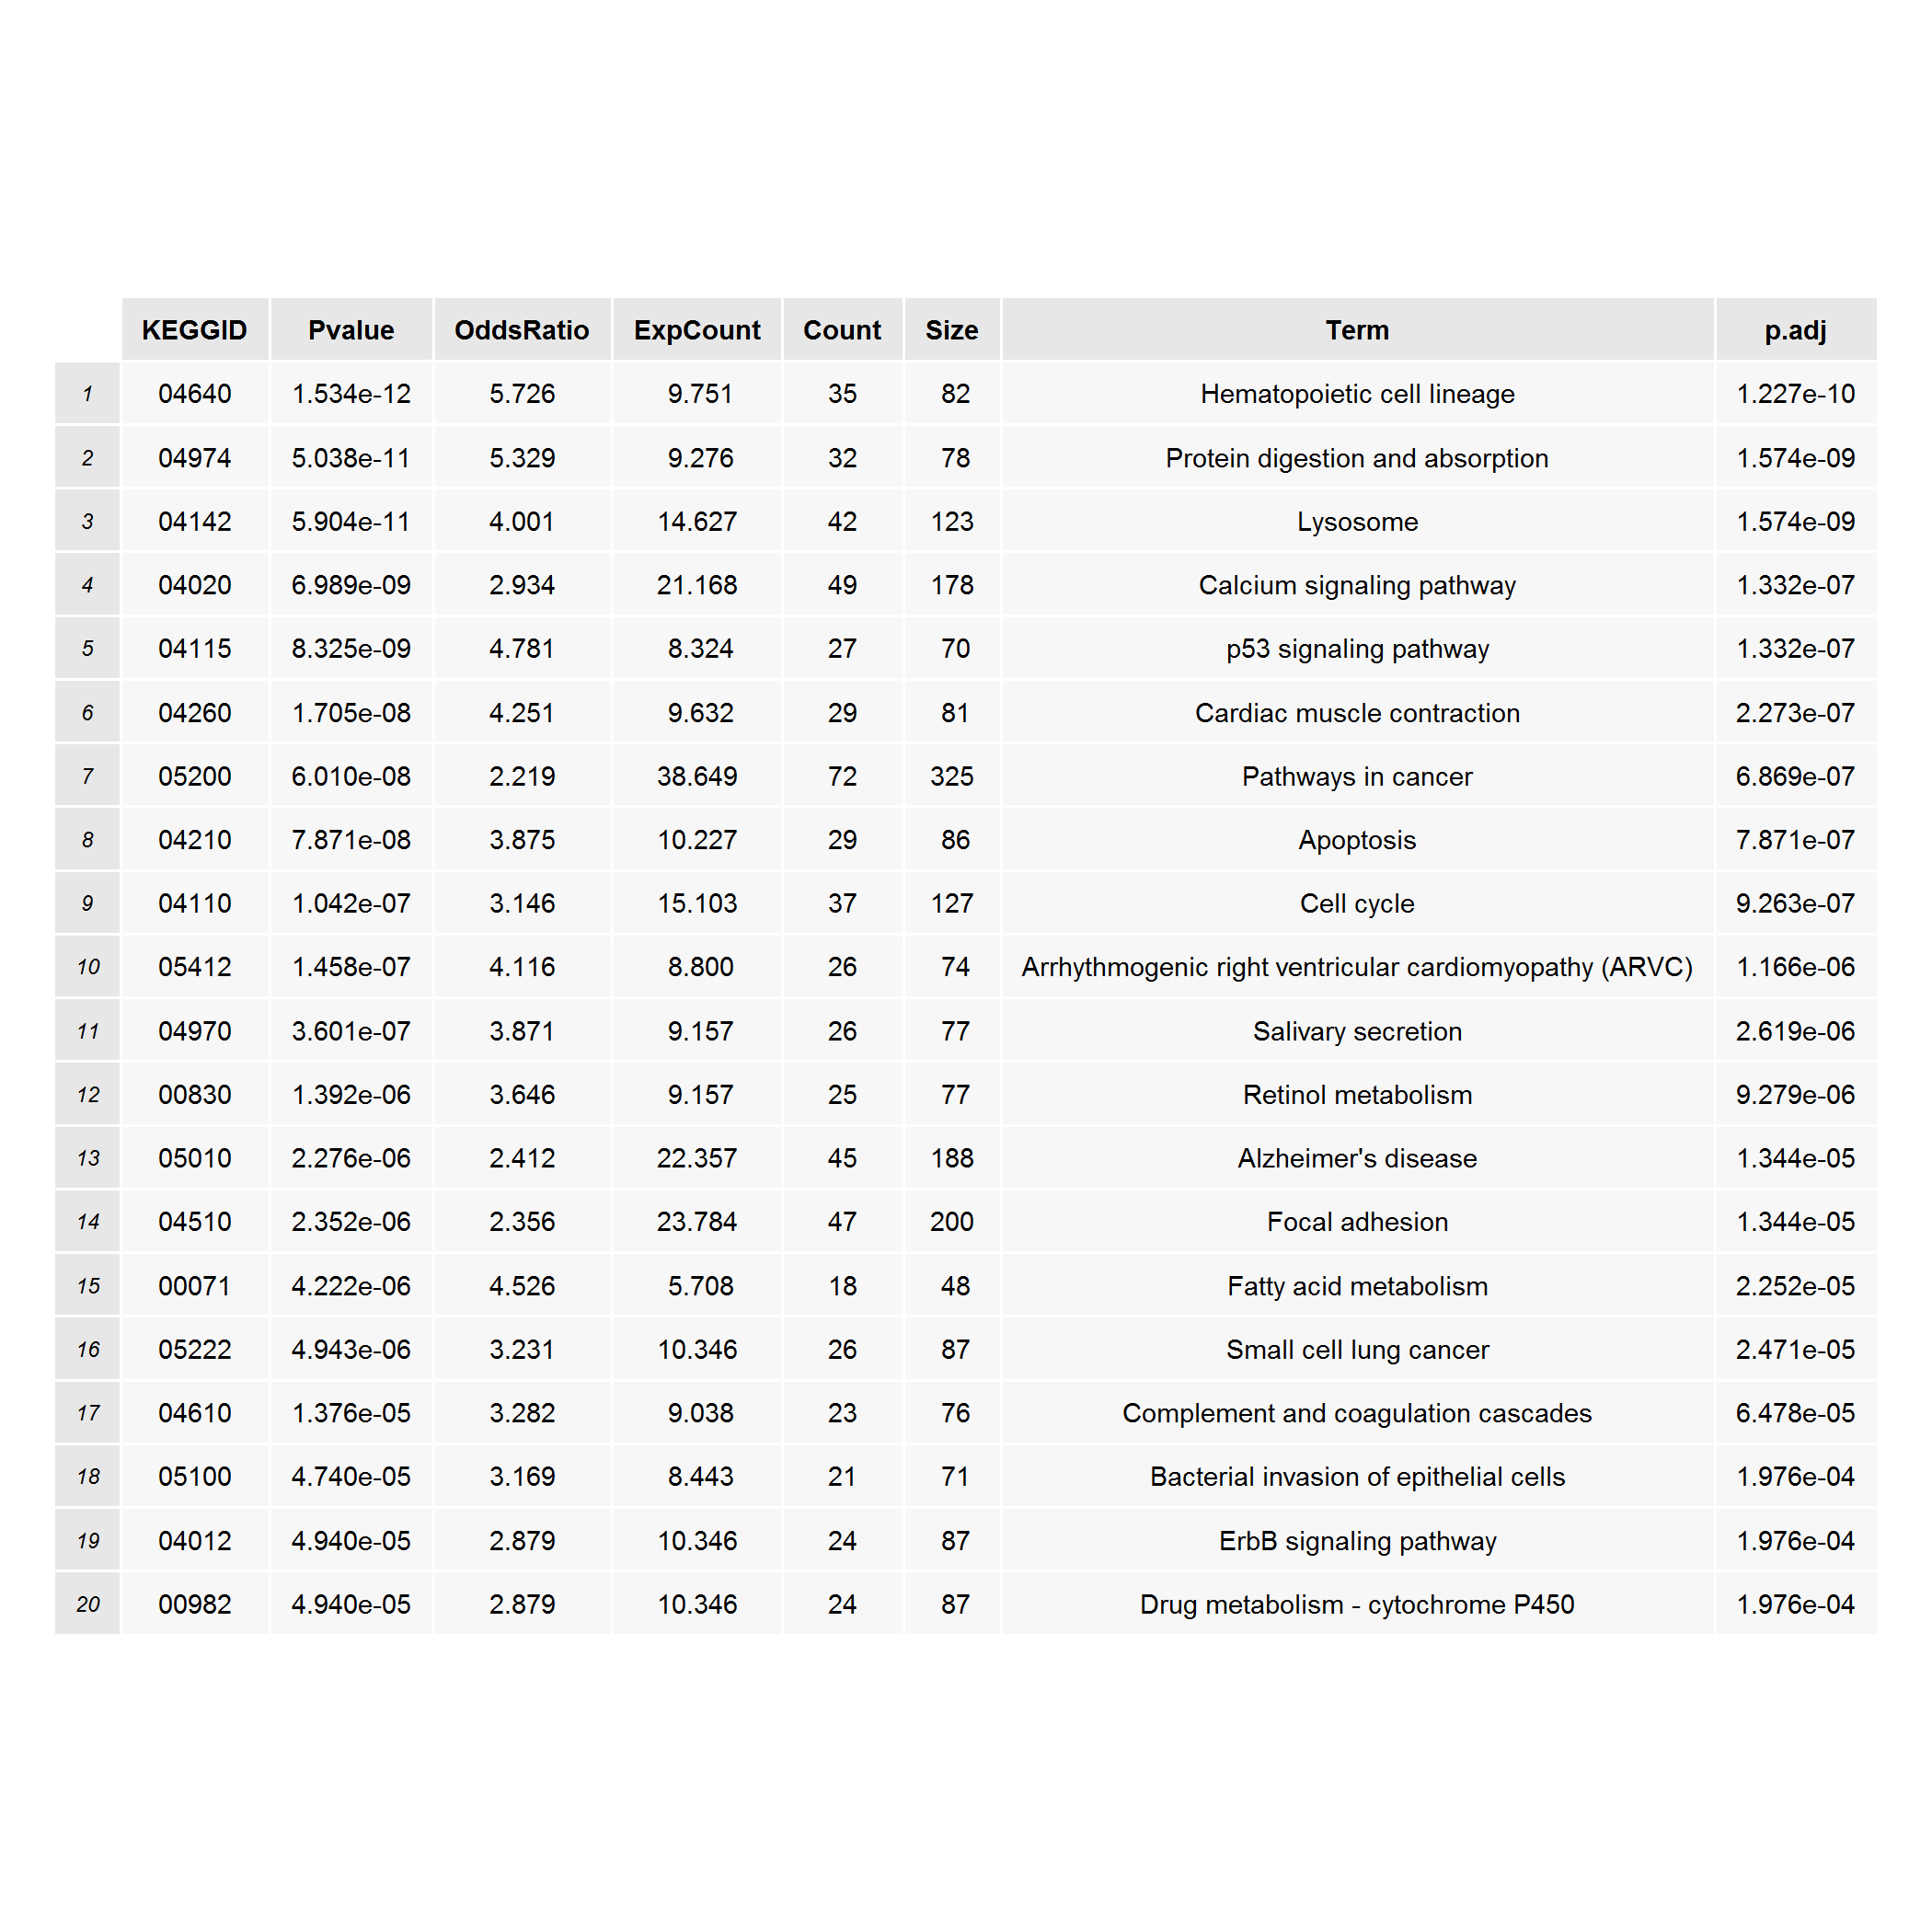 KEGGID Pvalue OddsRatio ExpCount Count Size Term p.adj
1 04640 1.534e-12 5.726 9.751 35 82 Hematopoietic cell lineage 1.227e-10
2 04974 5.038e-11 5.329 9.276 32 78 Protein digestion and absorption 1.574e-09
3 04142 5.904e-11 4.001 14.627 42 123 Lysosome 1.574e-09
4 04020 6.989e-09 2.934 21.168 49 178 Calcium signaling pathway 1.332e-07
5 04115 8.325e-09 4.781 8.324 27 70 p53 signaling pathway 1.332e-07
6 04260 1.705e-08 4.251 9.632 29 81 Cardiac muscle contraction 2.273e-07
7 05200 6.010e-08 2.219 38.649 72 325 Pathways in cancer 6.869e-07
8 04210 7.871e-08 3.875 10.227 29 86 Apoptosis 7.871e-07
9 04110 1.042e-07 3.146 15.103 37 127 Cell cycle 9.263e-07
10 05412 1.458e-07 4.116 8.800 26 74 Arrhythmogenic right ventricular cardiomyopathy (ARVC) 1.166e-06
11 04970 3.601e-07 3.871 9.157 26 77 Salivary secretion 2.619e-06
12 00830 1.392e-06 3.646 9.157 25 77 Retinol metabolism 9.279e-06
13 05010 2.276e-06 2.412 22.357 45 188 Alzheimer's disease 1.344e-05
14 04510 2.352e-06 2.356 23.784 47 200 Focal adhesion 1.344e-05
15 00071 4.222e-06 4.526 5.708 18 48 Fatty acid metabolism 2.252e-05
16 05222 4.943e-06 3.231 10.346 26 87 Small cell lung cancer 2.471e-05
17 04610 1.376e-05 3.282 9.038 23 76 Complement and coagulation cascades 6.478e-05
18 05100 4.740e-05 3.169 8.443 21 71 Bacterial invasion of epithelial cells 1.976e-04
19 04012 4.940e-05 2.879 10.346 24 87 ErbB signaling pathway 1.976e-04
20 00982 4.940e-05 2.879 10.346 24 87 Drug metabolism - cytochrome P450 1.976e-04